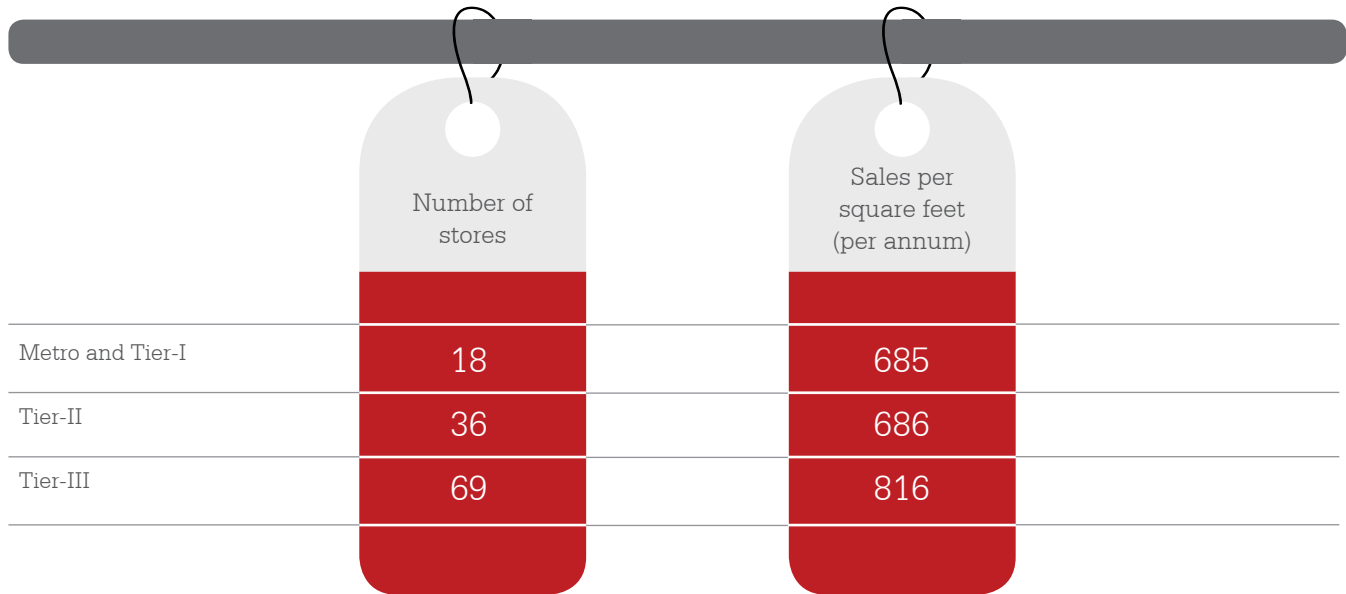 Number of
stores
Sales per
square feet
(per annum)
Metro and Tier-I 18 685
Tier-II 36 686
Tier-III 69 816